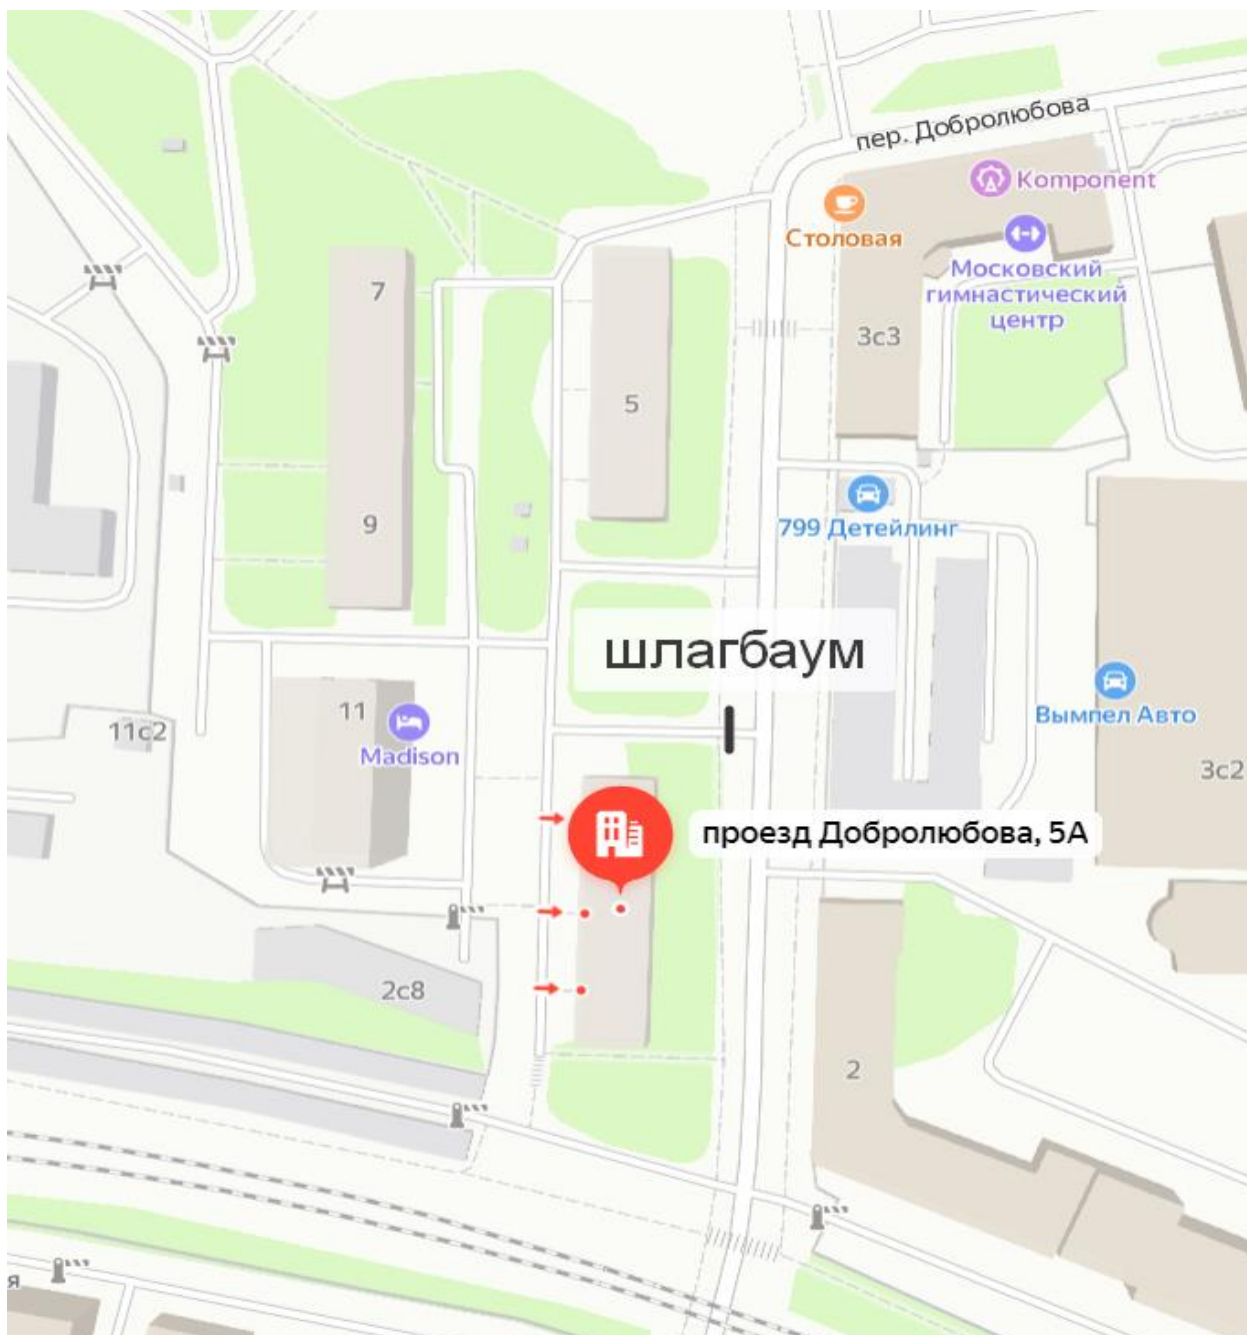 пер. Добролюбова
Komponent
Столовая
Московский
гимнастический
центр
7
3с3
5
799 Детейлинг
9
шлагбаум
Вымпел Авто
11
11с2
Madison
3с2
проезд Добролюбова, 5А
2с8
2
я